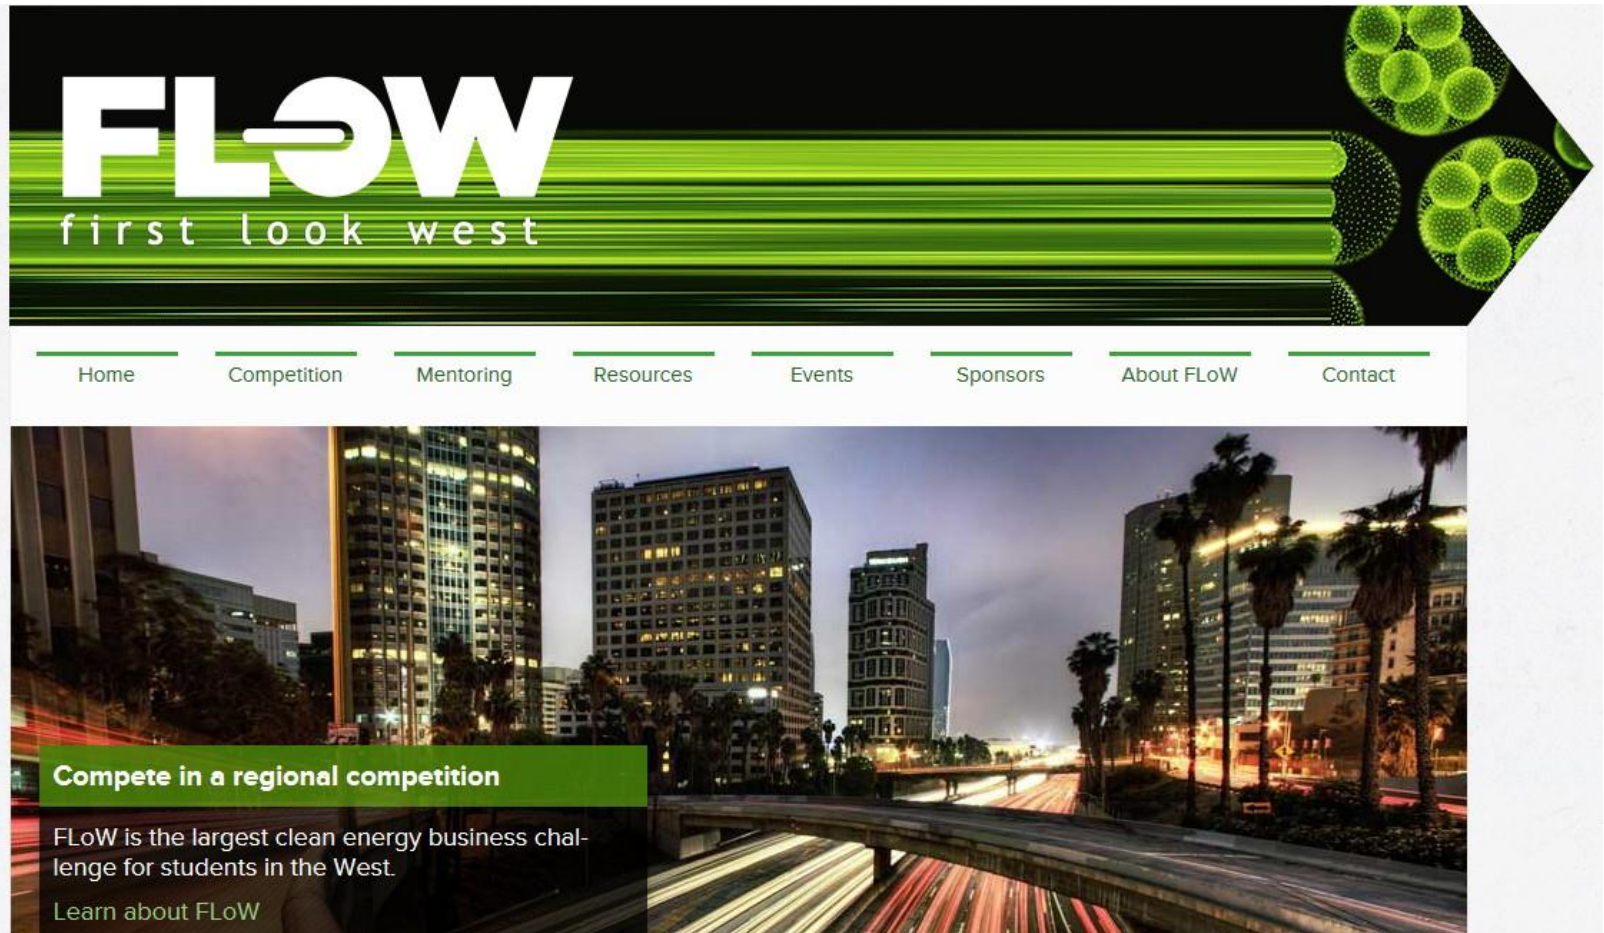 FLOW
first look west
Home Competition Mentoring Resources Events Sponsors About FLoW Contact
Compete in a regional competition
FLoW is the largest clean energy business chal-
lenge for students in the West.
Learn about FLoW